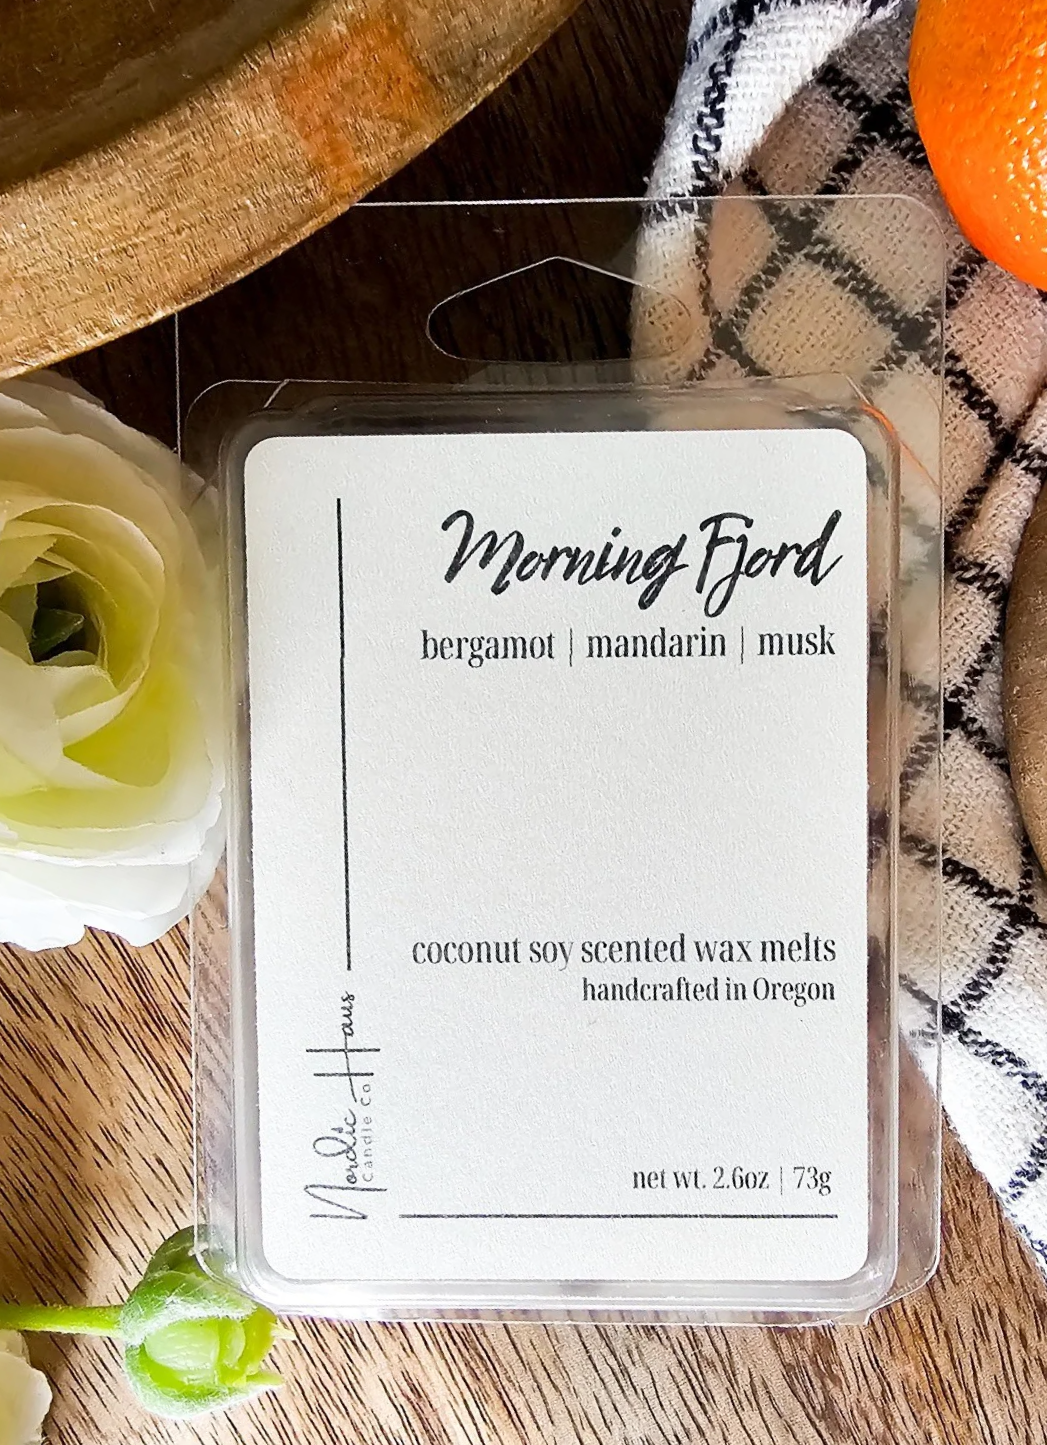 Morning Fjord
bergamot | mandarin | musk
coconut soy scented wax melts
handcrafted in Oregon
Nordic Haus
Candle Co
net wt. 2.6oz | 73g